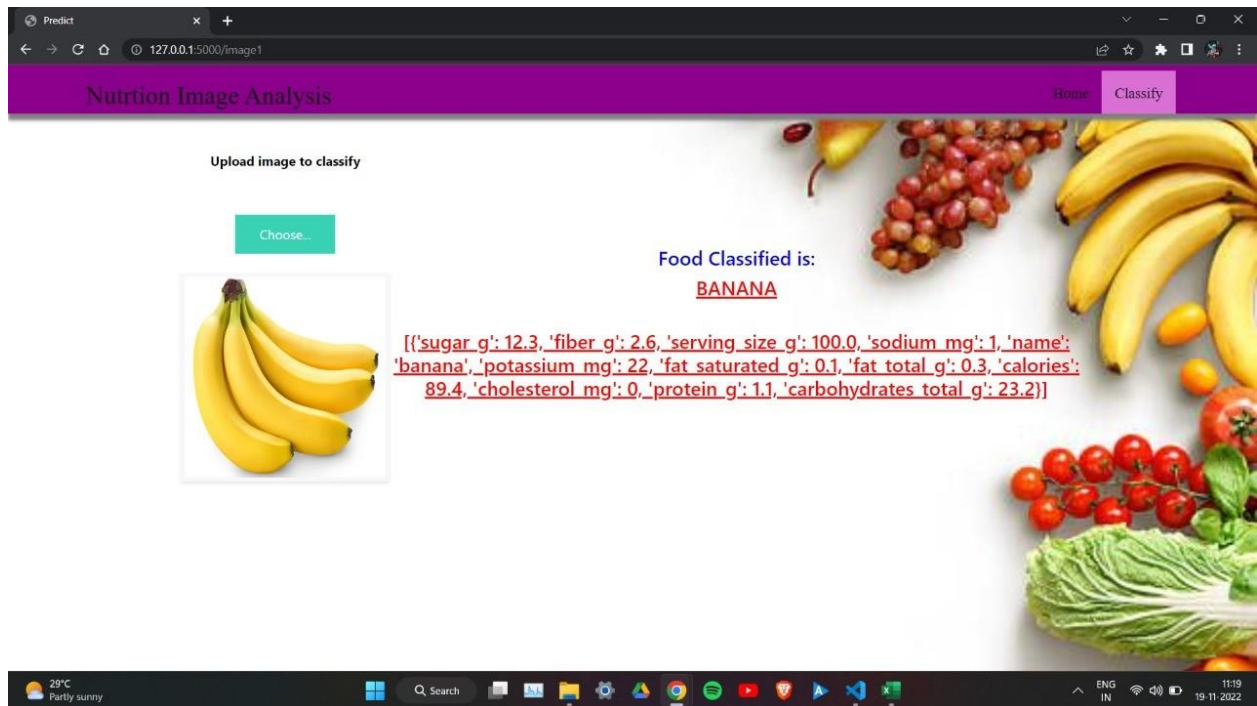 Predict
127.0.0.1:5000/image1
Nutrtion Image Analysis
Home
Classify
Upload image to classify
Choose...
Food Classified is:
BANANA
[{'sugar_g': 12.3, 'fiber_g': 2.6, 'serving_size_g': 100.0, 'sodium_mg': 1, 'name':
'banana', 'potassium_mg': 22, 'fat_saturated_g': 0.1, 'fat_total_g': 0.3, 'calories':
89.4, 'cholesterol_mg': 0, 'protein_g': 1.1, 'carbohydrates_total_g': 23.2}]
29°C
Partly sunny
Search
ENG
IN
11:19
19-11-2022